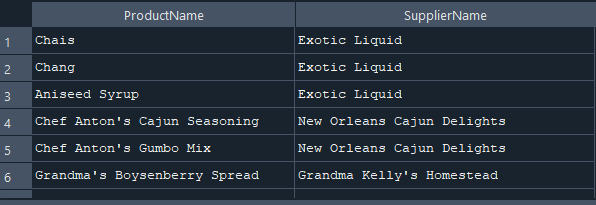 ProductName SupplierName
1 Chais Exotic Liquid
2 Chang Exotic Liquid
3 Aniseed Syrup Exotic Liquid
4 Chef Anton's Cajun Seasoning New Orleans Cajun Delights
5 Chef Anton's Gumbo Mix New Orleans Cajun Delights
6 Grandma's Boysenberry Spread Grandma Kelly's Homestead